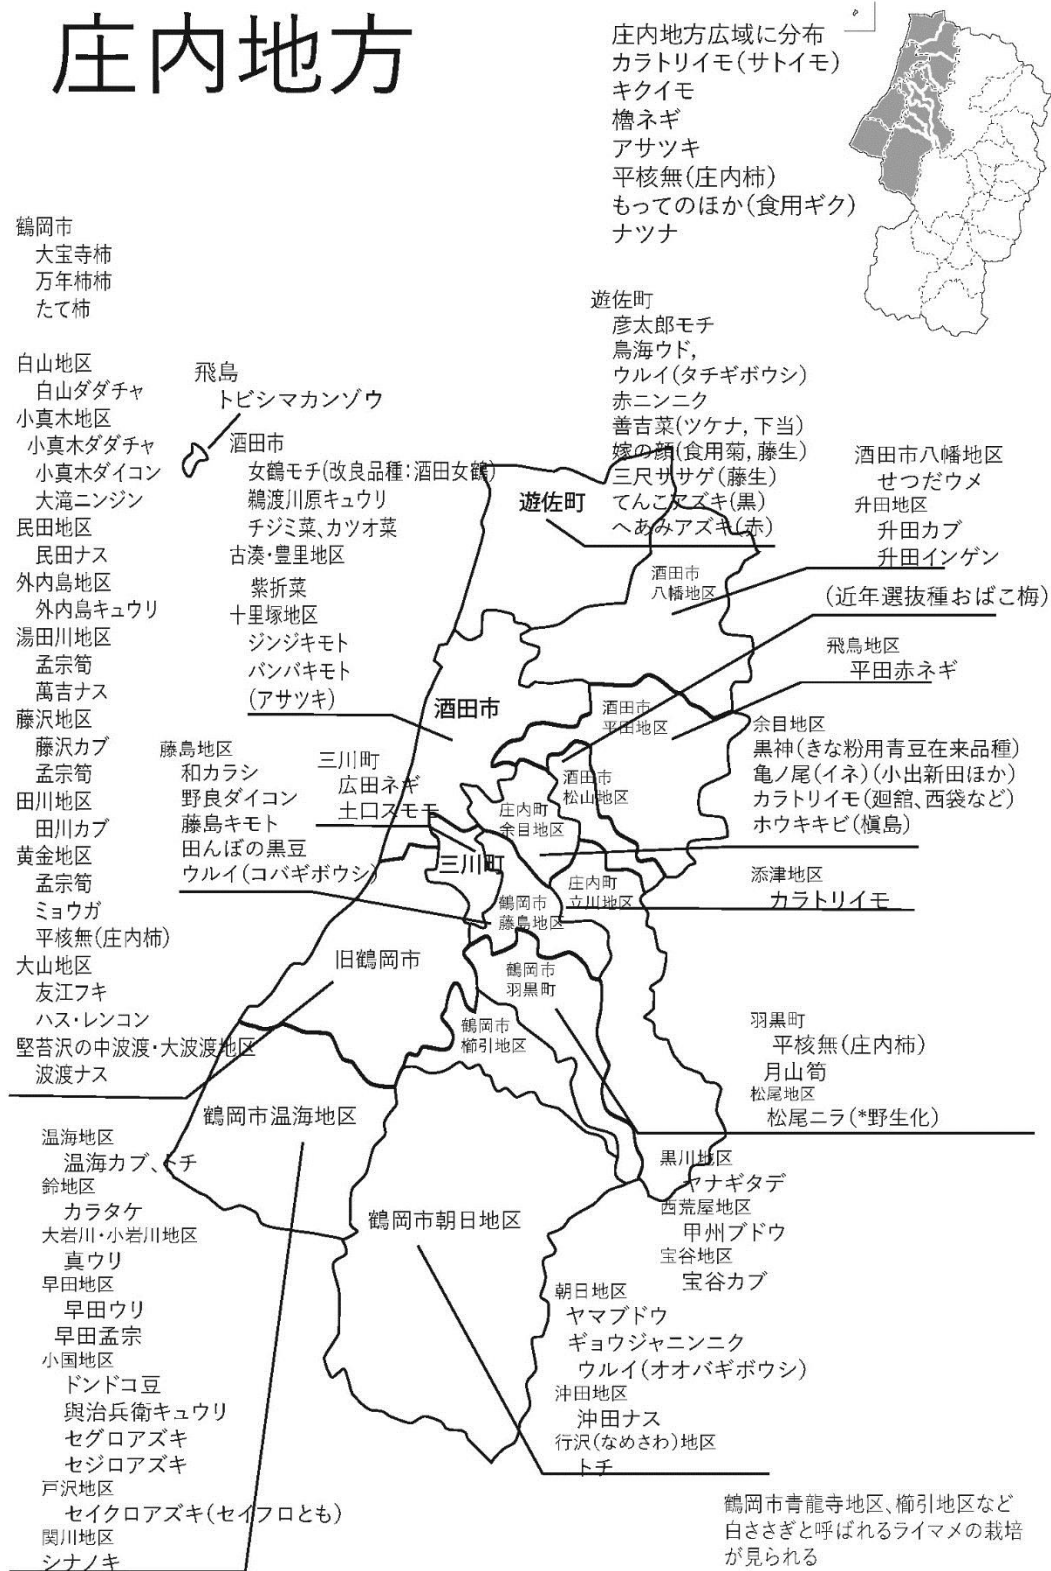 庄内地方
庄内地方広域に分布
カラトリイモ(サトイモ)
キクイモ
櫓ネギ
アサツキ
平核無(庄内柿)
もってのほか(食用ギク)
ナツナ
鶴岡市
大宝寺柿
万年柿柿
たて柿
白山地区
白山ダダチャ
小真木地区
小真木ダダチャ
小真木ダイコン
大滝ニンジン
民田地区
民田ナス
外内島地区
外内島キュウリ
湯田川地区
孟宗筍
萬吉ナス
藤沢地区
藤沢カブ
孟宗筍
田川地区
田川カブ
黄金地区
孟宗筍
ミョウガ
平核無(庄内柿)
大山地区
友江フキ
ハス・レンコン
堅苔沢の中波渡・大波渡地区
波渡ナス
飛島
トビシマカンゾウ
酒田市
女鶴モチ(改良品種:酒田女鶴)
鵜渡川原キュウリ
チジミ菜、カツオ菜
古湊・豊里地区
紫折菜
十里塚地区
ジンジキモト
バンバキモト
(アサツキ)
藤島地区
和カラシ
野良ダイコン
藤島キモト
田んぼの黒豆
ウルイ(コバギボウシ)
三川町
広田ネギ
土口スモモ
遊佐町
彦太郎モチ
鳥海ウド,
ウルイ(タチギボウシ)
赤ニンニク
善吉菜(ツケナ,下当)
嫁の顔(食用菊,藤生)
三尺ササゲ(藤生)
てんこアズキ(黒)
へあみアズキ(赤)
酒田市八幡地区
せつだウメ
升田地区
升田カブ
升田インゲン
(近年選抜種おばこ梅)
飛鳥地区
平田赤ネギ
余目地区
黒神(きな粉用青豆在来品種)
亀ノ尾(イネ)(小出新田ほか)
カラトリイモ(廻舘、西袋など)
ホウキキビ(槇島)
添津地区
カラトリイモ
羽黒町
平核無(庄内柿)
月山筍
松尾地区
松尾ニラ(*野生化)
黒川地区
ヤナギタデ
西荒屋地区
甲州ブドウ
宝谷地区
宝谷カブ
朝日地区
ヤマブドウ
ギョウジャニンニク
ウルイ(オオバギボウシ)
沖田地区
沖田ナス
行沢(なめさわ)地区
トチ
温海地区
温海カブ、トチ
鈴地区
カラタケ
大岩川・小岩川地区
真ウリ
早田地区
早田ウリ
早田孟宗
小国地区
ドンドコ豆
與治兵衛キュウリ
セグロアズキ
セジロアズキ
戸沢地区
セイクロアズキ(セイフロとも)
関川地区
シナノキ
遊佐町
酒田市
八幡地区
酒田市
酒田市
平田地区
酒田市
松山地区
庄内町
余目地区
三川町
庄内町
立川地区
鶴岡市
藤島地区
旧鶴岡市
鶴岡市
羽黒町
鶴岡市
櫛引地区
鶴岡市温海地区
鶴岡市朝日地区
鶴岡市青龍寺地区、櫛引地区など
白ささぎと呼ばれるライマメの栽培
が見られる